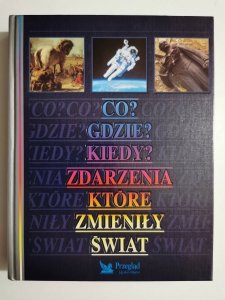 CO?
GDZIE?
KIEDY?
ZDARZENIA
KTÓRE
ZMIENIŁY
ŚWIAT
Przegląd